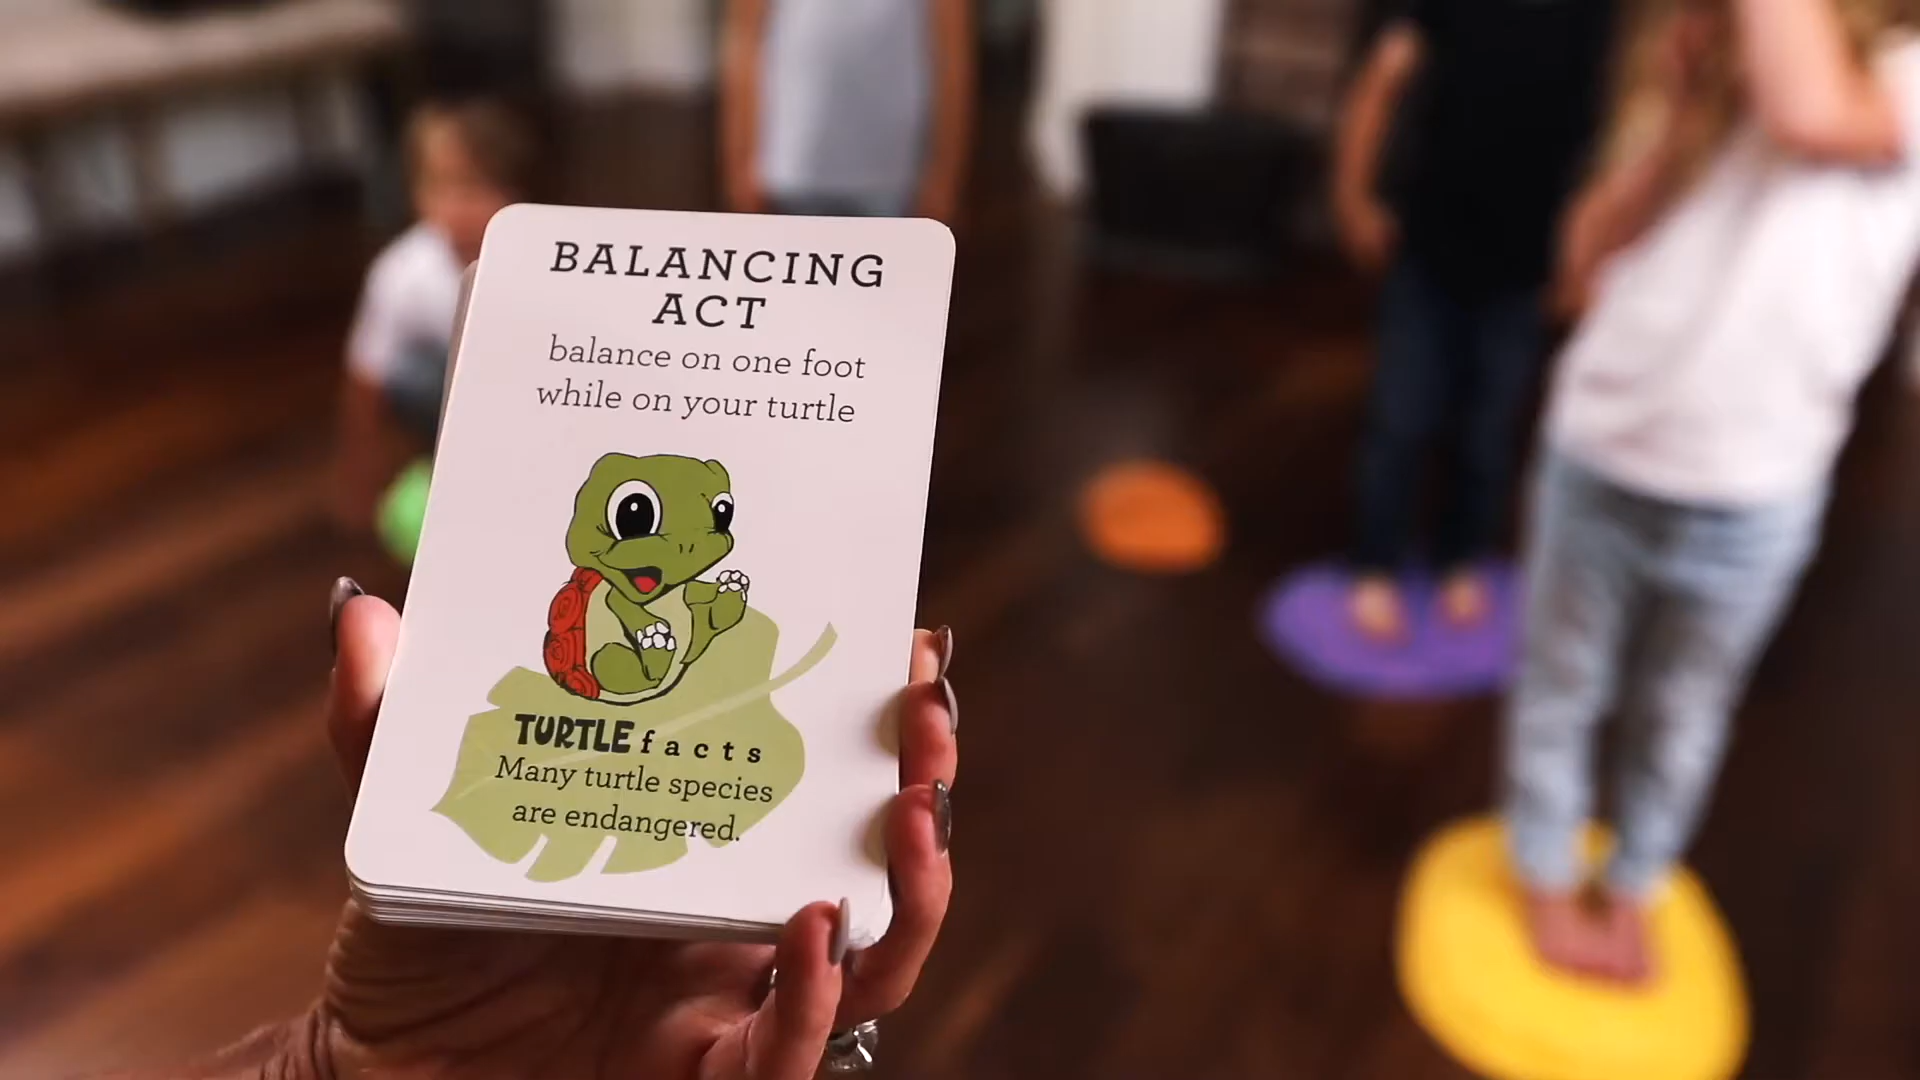 BALANCING
ACT
balance on one foot
while on your turtle
TURTLE facts
Many turtle species
are endangered.